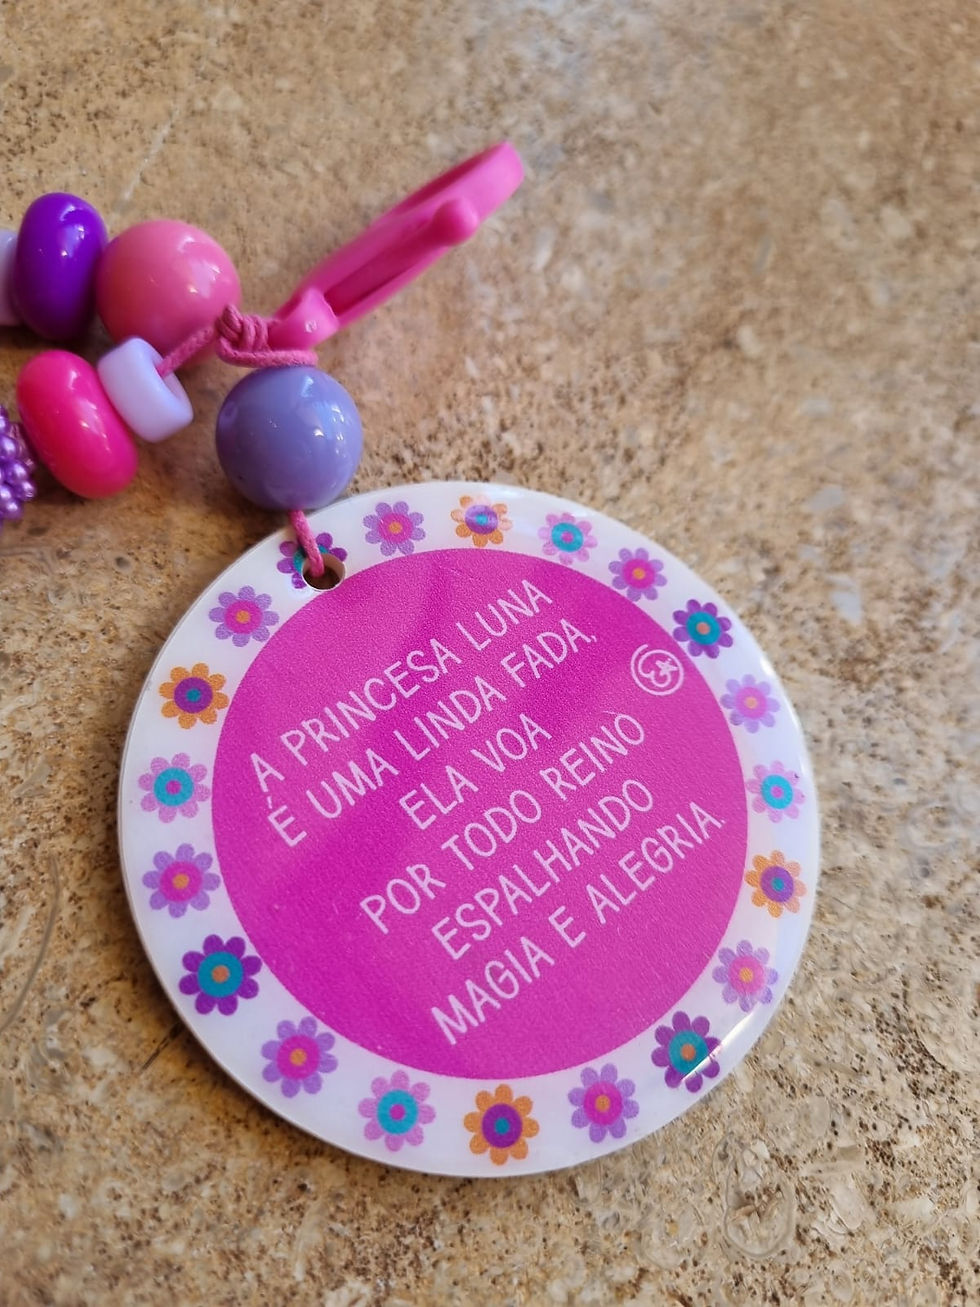 A PRINCESA LUNA
É UMA LINDA FADA,
ELA VOA
POR TODO REINO
ESPALHANDO
MAGIA E ALEGRIA.